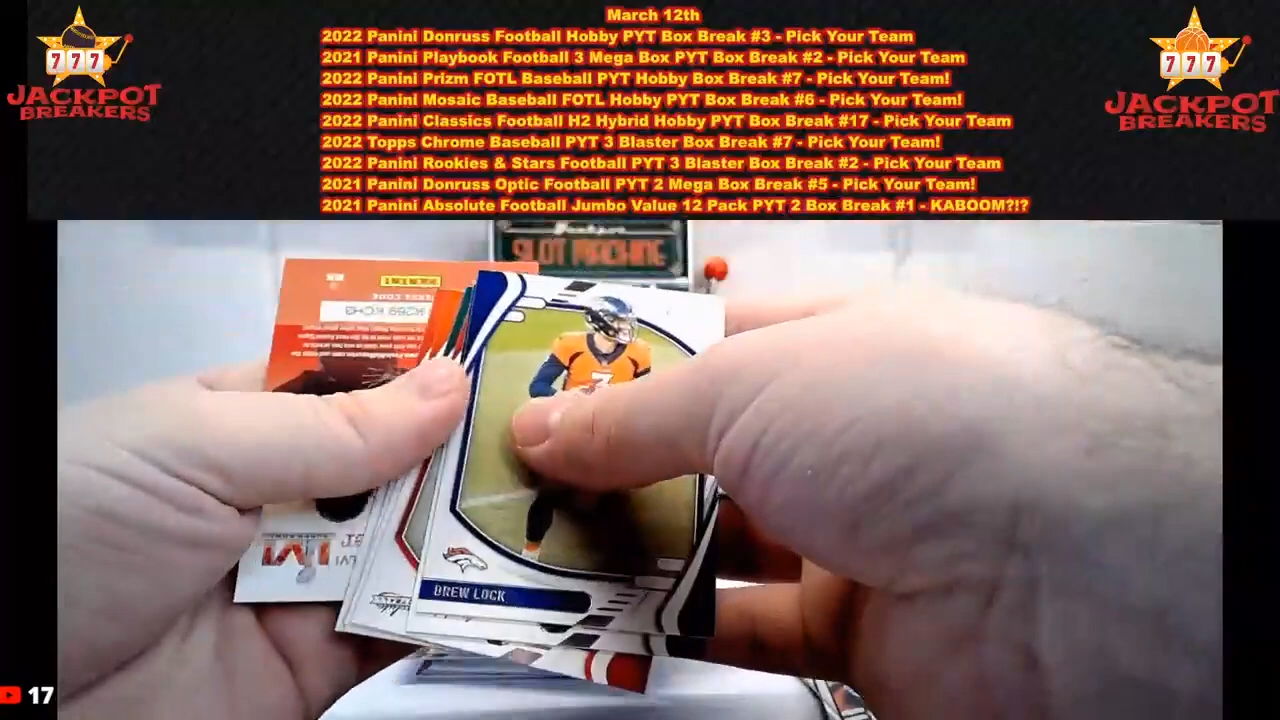 March 12th
2022 Panini Donruss Football Hobby PYT Box Break #3 - Pick Your Team
2021 Panini Playbook Football 3 Mega Box PYT Box Break #2 - Pick Your Team
2022 Panini Prizm FOTL Baseball PYT Hobby Box Break #7 - Pick Your Team!
2022 Panini Mosaic Baseball FOTL Hobby PYT Box Break #6 - Pick Your Team!
2022 Panini Classics Football H2 Hybrid Hobby PYT Box Break #17 - Pick Your Team
2022 Topps Chrome Baseball PYT 3 Blaster Box Break #7 - Pick Your Team!
2022 Panini Rookies & Stars Football PYT 3 Blaster Box Break #2 - Pick Your Team
2021 Panini Donruss Optic Football PYT 2 Mega Box Break #5 - Pick Your Team!
2021 Panini Absolute Football Jumbo Value 12 Pack PYT 2 Box Break #1 - KABOOM?!?
777
JACKPOT
BREAKERS
777
JACKPOT
BREAKERS
SLOT MACHINE
PANINI
DREW LOCK
17